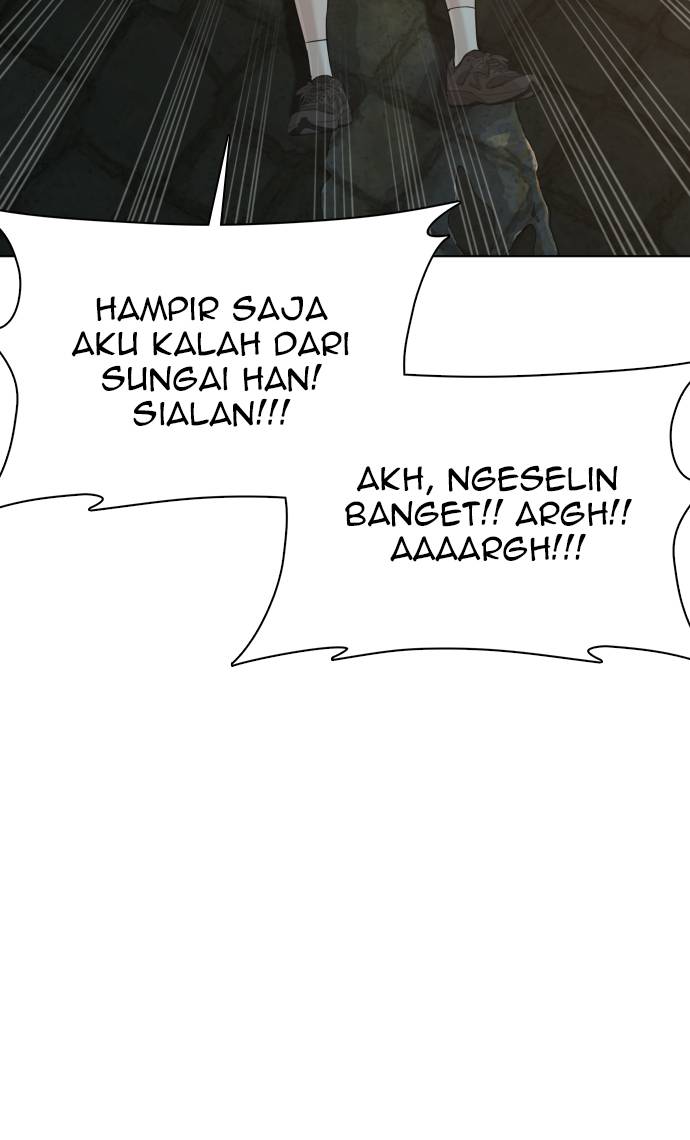 HAMPIR SAJA
AKU KALAH DARI
SUNGAI HAN!
SIALAN!!!
AKH, NGESELIN
BANGET!! ARGH!!
AAAARGH!!!